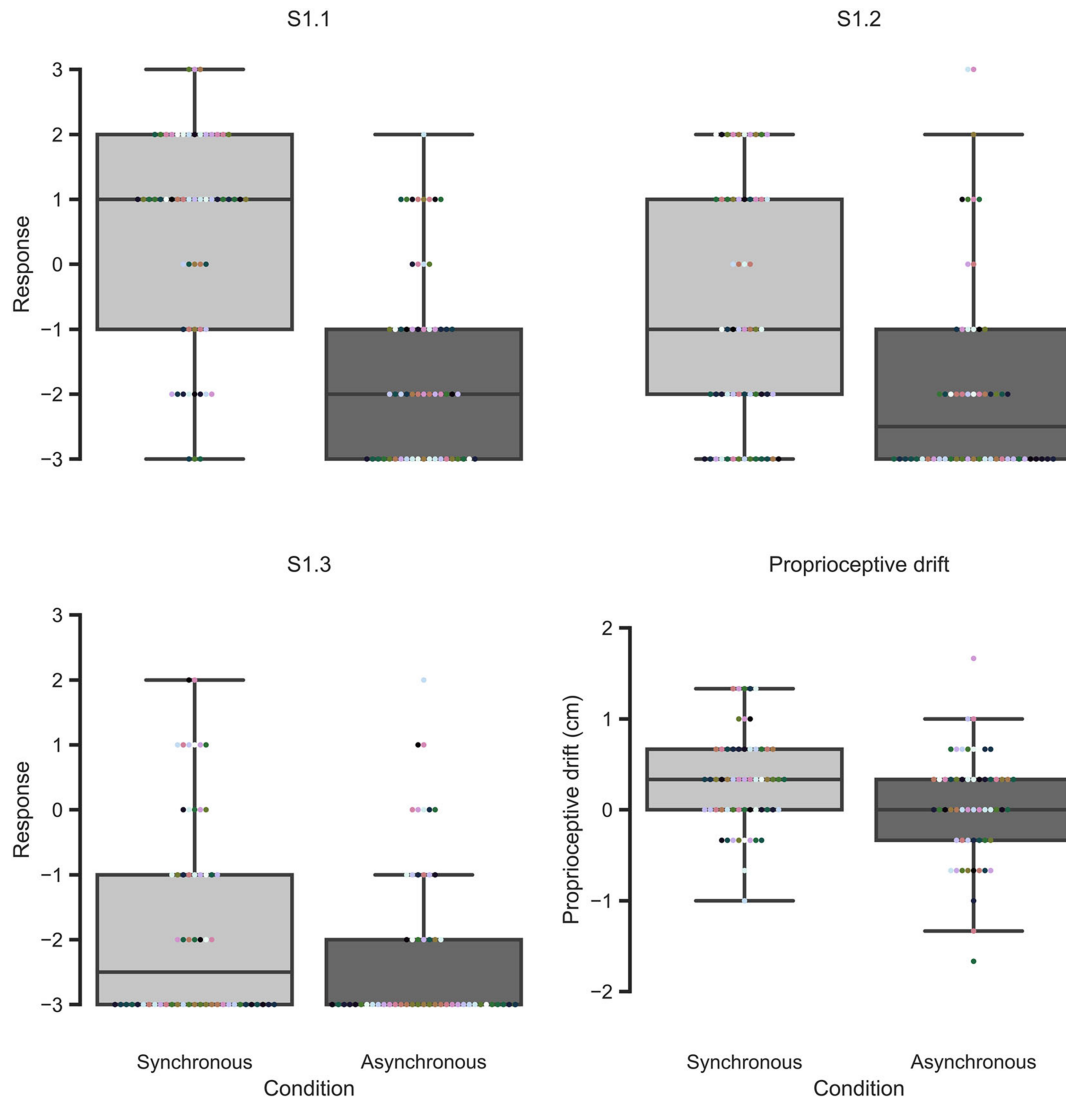 S1.1
S1.2
Response
3
2
1
0
−1
−2
−3
S1.3
Proprioceptive drift
Response
3
2
1
0
−1
−2
−3
Proprioceptive drift (cm)
2
1
0
−1
−2
Synchronous
Asynchronous
Synchronous
Asynchronous
Condition
Condition